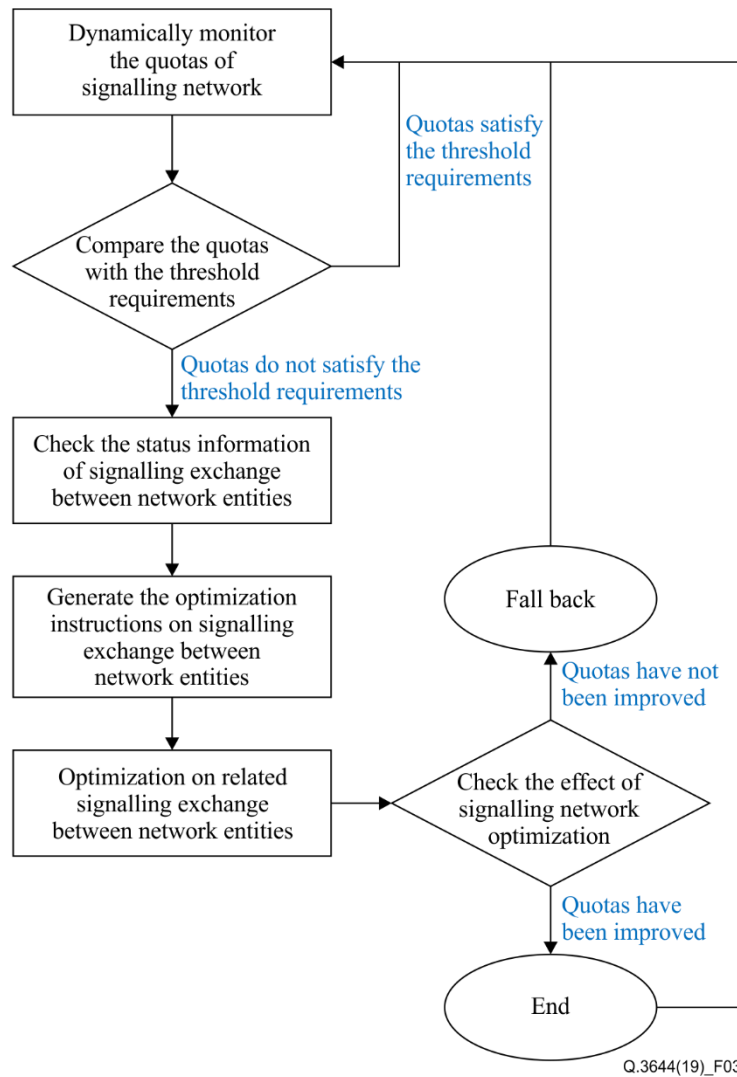 Dynamically monitor
the quotas of
signalling network
Quotas satisfy
the threshold
requirements
Compare the quotas
with the threshold
requirements
Quotas do not satisfy the
threshold requirements
Check the status information
of signalling exchange
between network entities
Generate the optimization
instructions on signalling
exchange between
network entities
Optimization on related
signalling exchange
between network entities
Check the effect of
signalling network
optimization
Quotas have not
been improved
Fall back
Quotas have
been improved
End
Q.3644(19)_F03